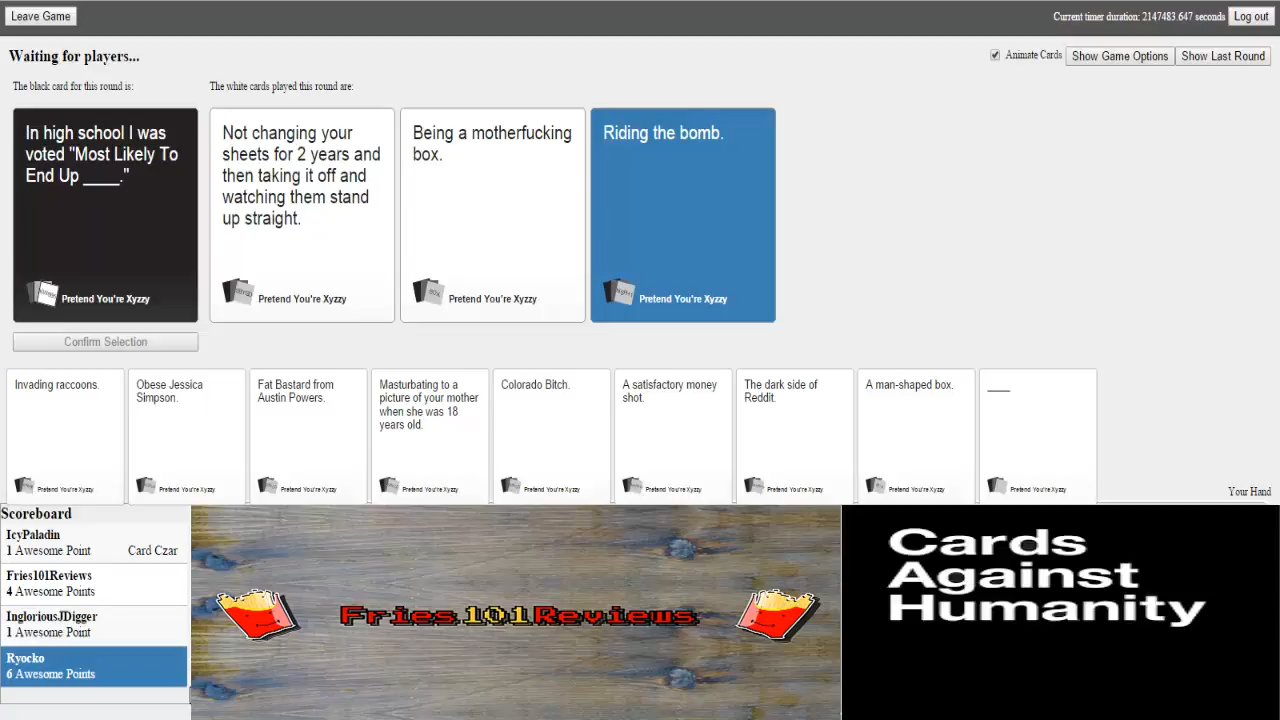 Leave Game
Current timer duration: 2147483.647 seconds
Log out
Waiting for players...
Animate Cards
Show Game Options
Show Last Round
The black card for this round is:
The white cards played this round are:
In high school I was
voted "Most Likely To
End Up ____."
Pretend You're Xyzzy
Not changing your
sheets for 2 years and
then taking it off and
watching them stand
up straight.
Pretend You're Xyzzy
Being a motherfucking
box.
Pretend You're Xyzzy
Riding the bomb.
Pretend You're Xyzzy
Confirm Selection
Invading raccoons.
Pretend You're Xyzzy
Obese Jessica
Simpson.
Pretend You're Xyzzy
Fat Bastard from
Austin Powers.
Pretend You're Xyzzy
Masturbating to a
picture of your mother
when she was 18
years old.
Pretend You're Xyzzy
Colorado Bitch.
Pretend You're Xyzzy
A satisfactory money
shot.
Pretend You're Xyzzy
The dark side of
Reddit.
Pretend You're Xyzzy
A man-shaped box.
Pretend You're Xyzzy
____
Pretend You're Xyzzy
Your Hand
Scoreboard
IcyPaladin
1 Awesome Point Card Czar
Fries101Reviews
4 Awesome Points
IngloriousJDigger
1 Awesome Point
Ryocko
6 Awesome Points
Fries101Reviews
Cards
Against
Humanity